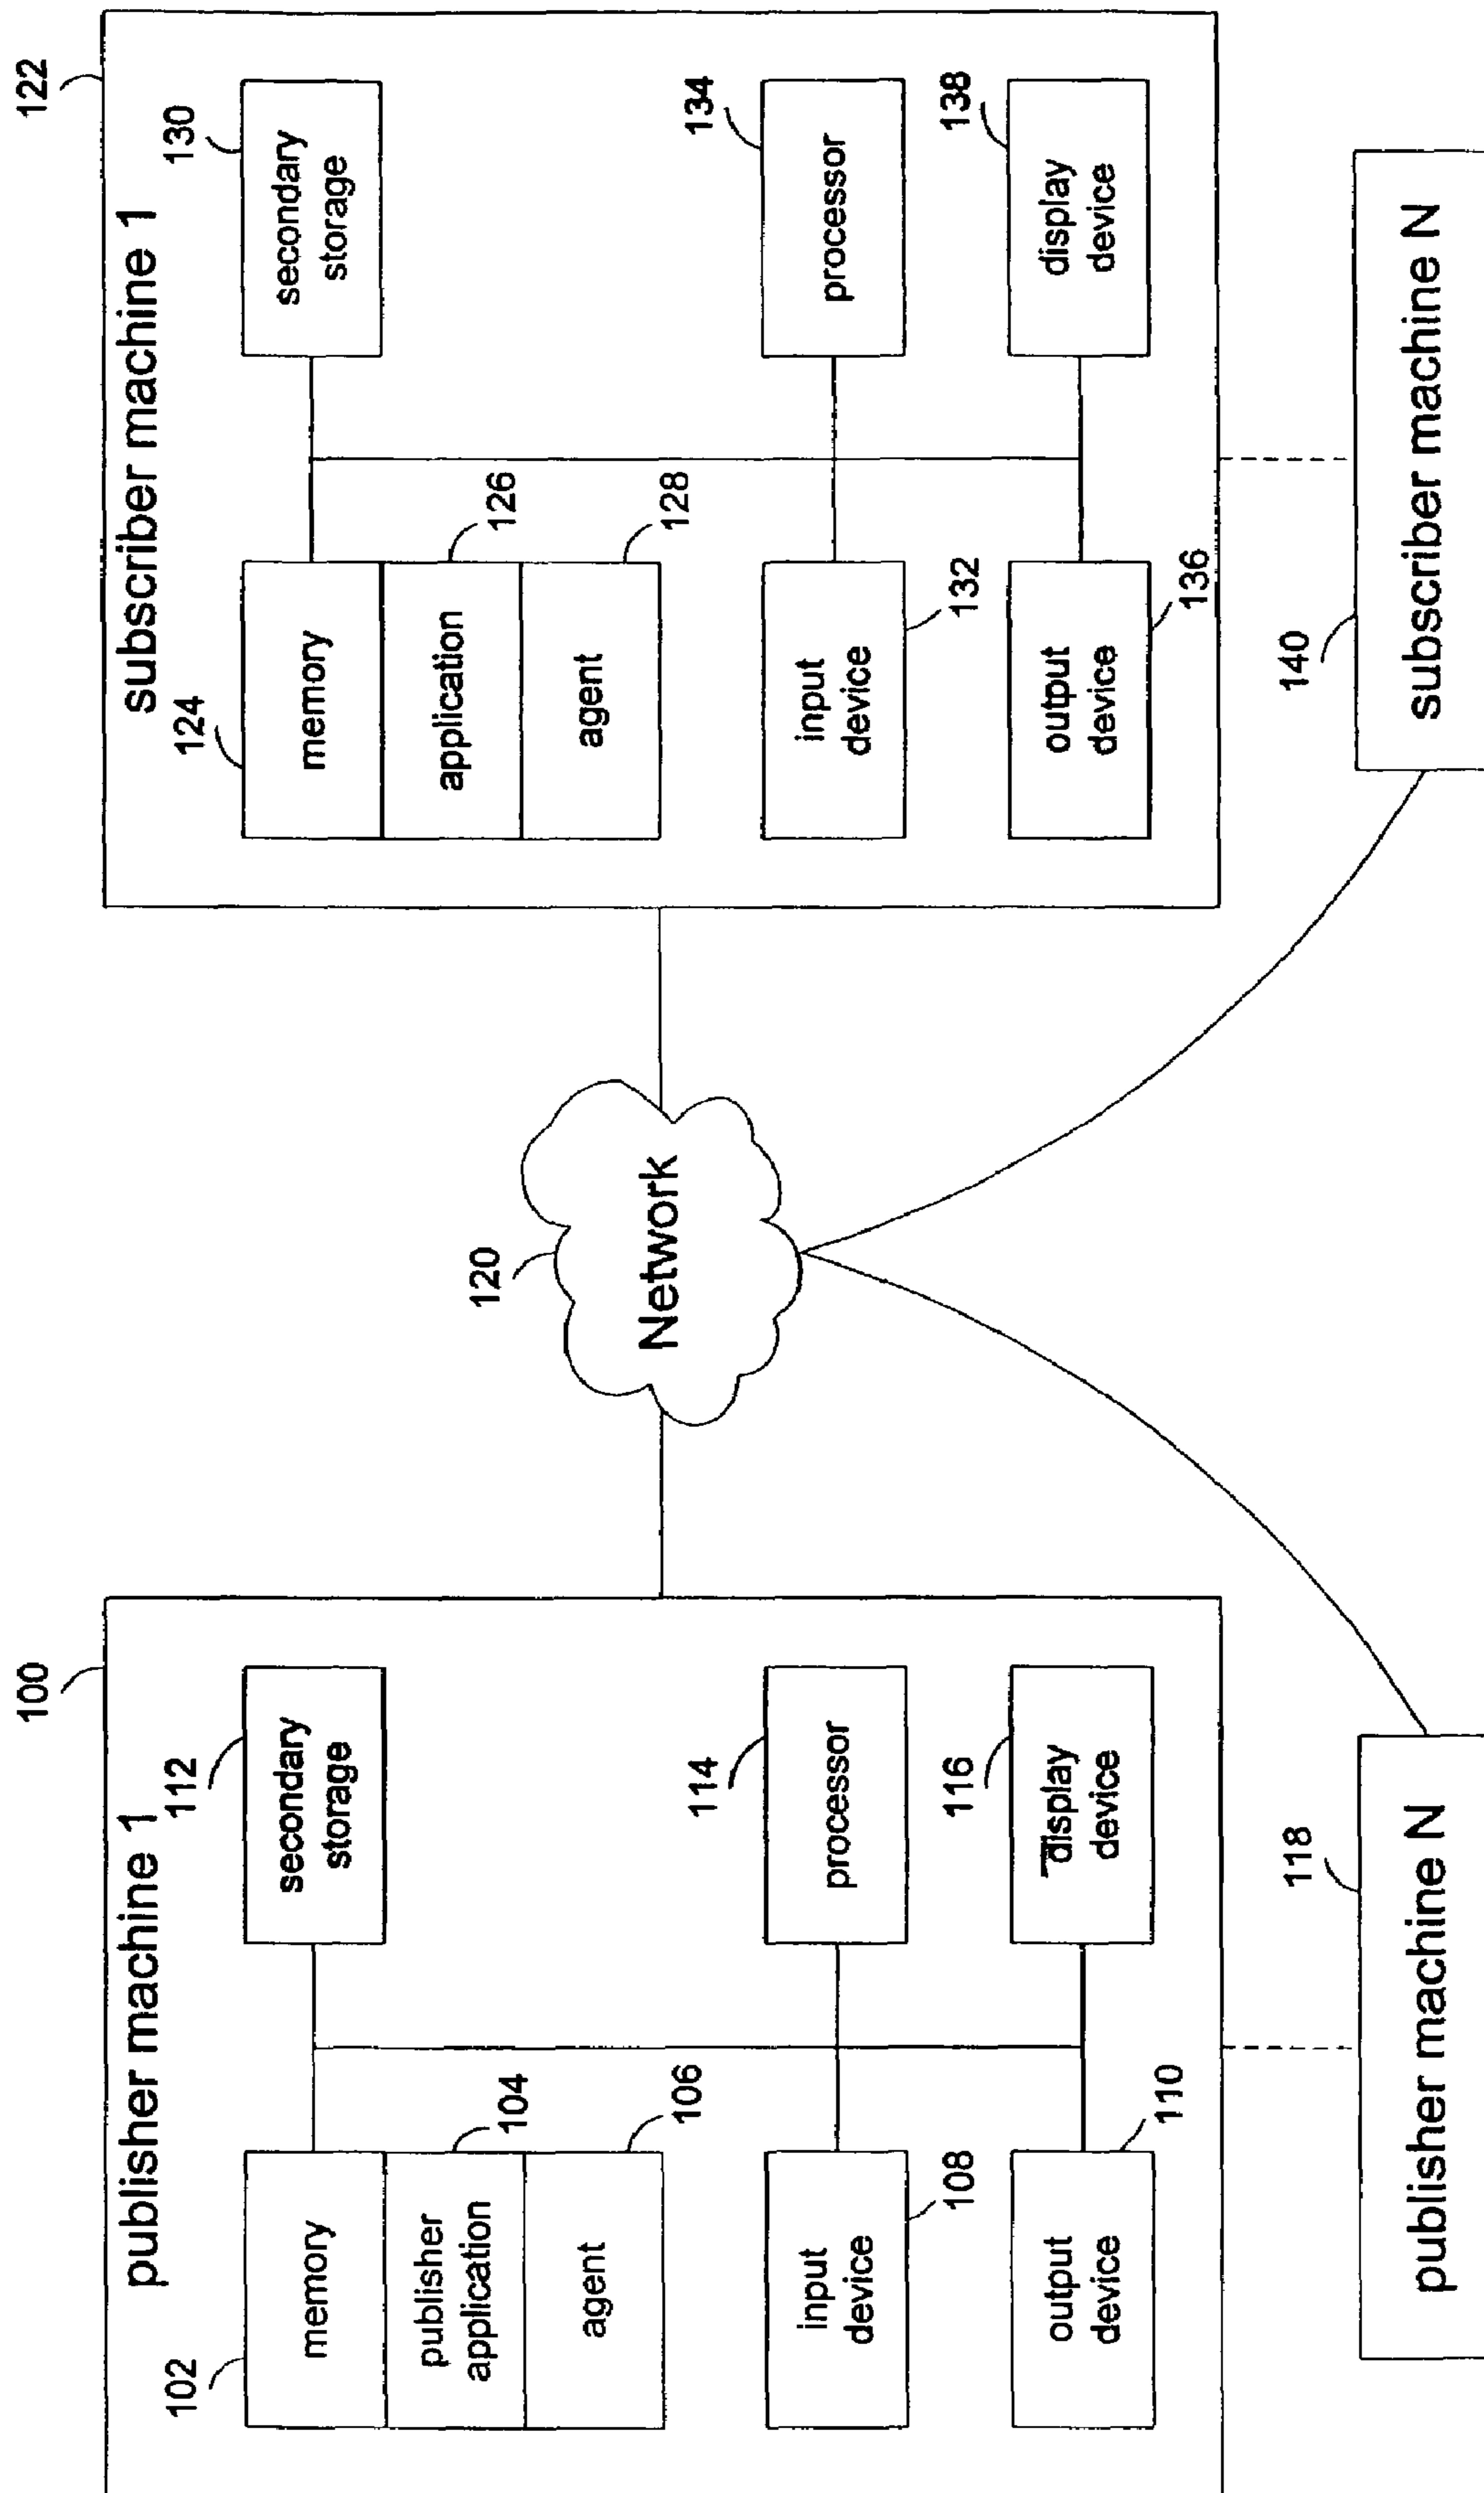 100
publisher machine 1
102
memory
publisher
application
104
agent
106
112
secondary
storage
input
device
108
114
processor
output
device
110
116
display
device
118
publisher machine N
120
Network
122
subscriber machine 1
124
memory
application
126
agent
128
130
secondary
storage
input
device
132
134
processor
output
device
136
138
display
device
140
subscriber machine N